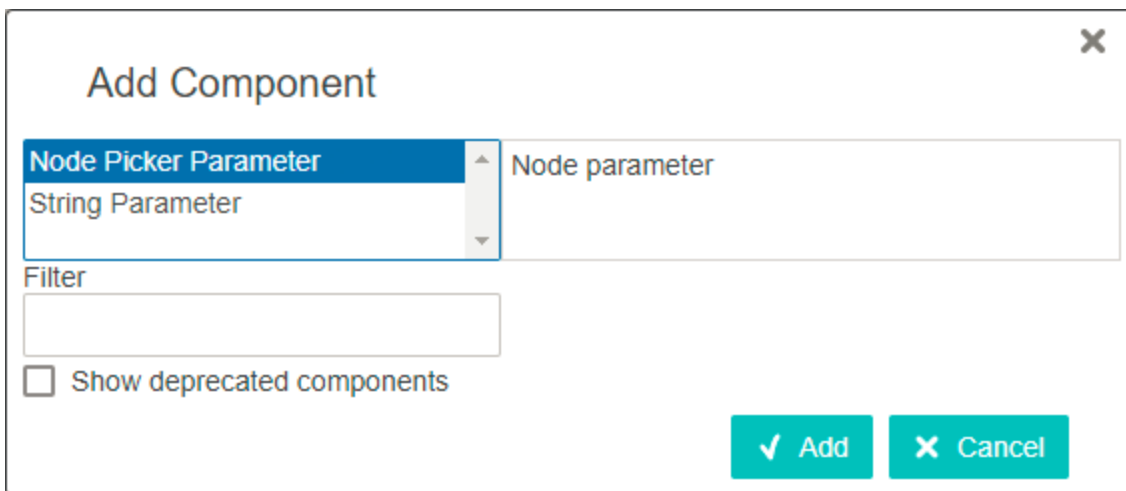 Add Component
Node Picker Parameter
String Parameter
Node parameter
Filter
Show deprecated components
Add
Cancel